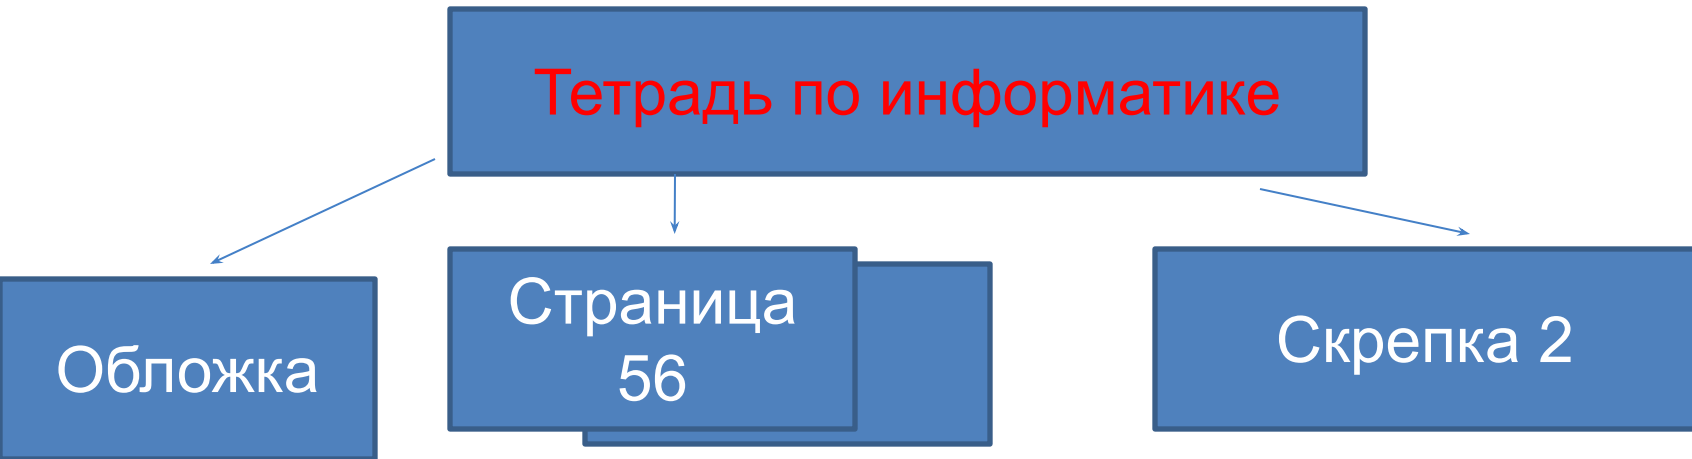 Тетрадь по информатике
Обложка
Страница
56
Скрепка 2